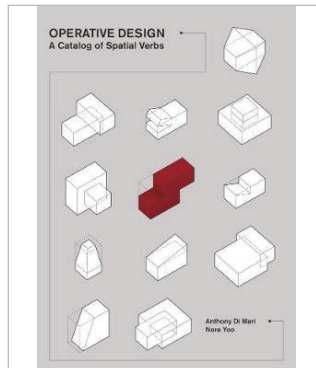 OPERATIVE DESIGN
A Catalog of Spatial Verbs
Anthony Di Mari
Nora Yoo